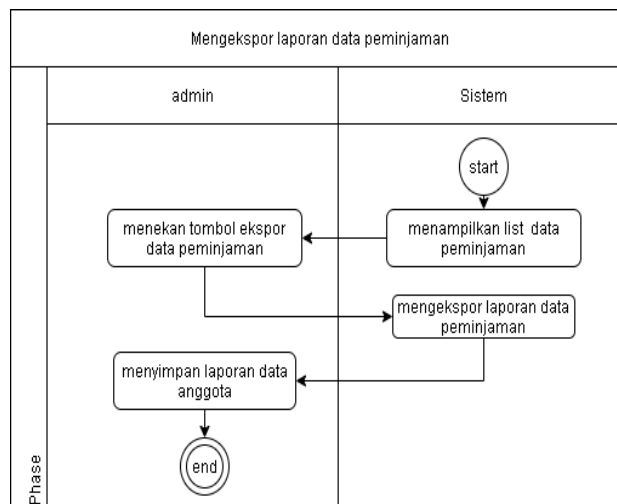 Mengekspor laporan data peminjaman
admin
Sistem
start
menampilkan list data
peminjaman
menekan tombol ekspor
data peminjaman
mengekspor laporan data
peminjaman
menyimpan laporan data
anggota
end
Phase